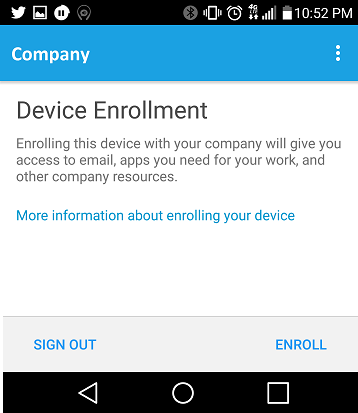 4G 10:52 PM
Company
Device Enrollment
Enrolling this device with your company will give you
access to email, apps you need for your work, and
other company resources.
More information about enrolling your device
SIGN OUT ENROLL